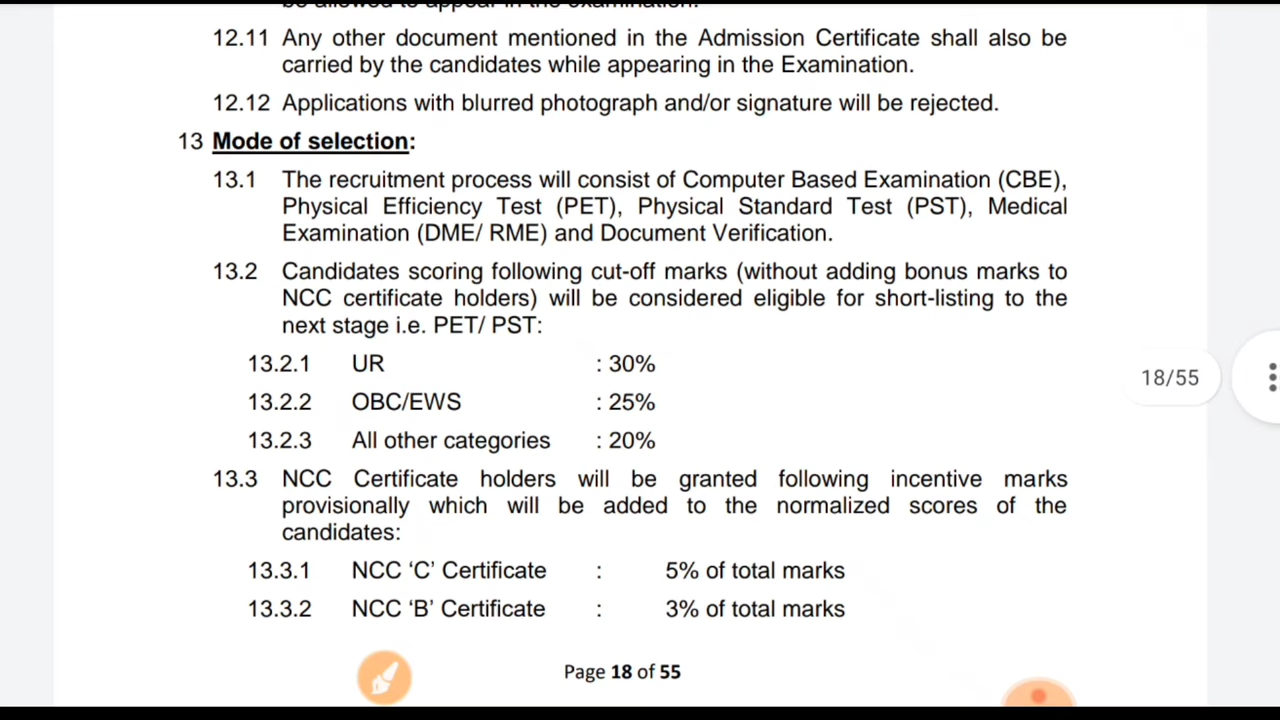 be allowed to appear in the examination.
12.11 Any other document mentioned in the Admission Certificate shall also be
carried by the candidates while appearing in the Examination.
12.12 Applications with blurred photograph and/or signature will be rejected.
13 Mode of selection:
13.1 The recruitment process will consist of Computer Based Examination (CBE),
Physical Efficiency Test (PET), Physical Standard Test (PST), Medical
Examination (DME/ RME) and Document Verification.
13.2 Candidates scoring following cut-off marks (without adding bonus marks to
NCC certificate holders) will be considered eligible for short-listing to the
next stage i.e. PET/ PST:
13.2.1 UR : 30%
13.2.2 OBC/EWS : 25%
13.2.3 All other categories : 20%
18/55
13.3 NCC Certificate holders will be granted following incentive marks
provisionally which will be added to the normalized scores of the
candidates:
13.3.1 NCC ‘C’ Certificate : 5% of total marks
13.3.2 NCC ‘B’ Certificate : 3% of total marks
Page 18 of 55